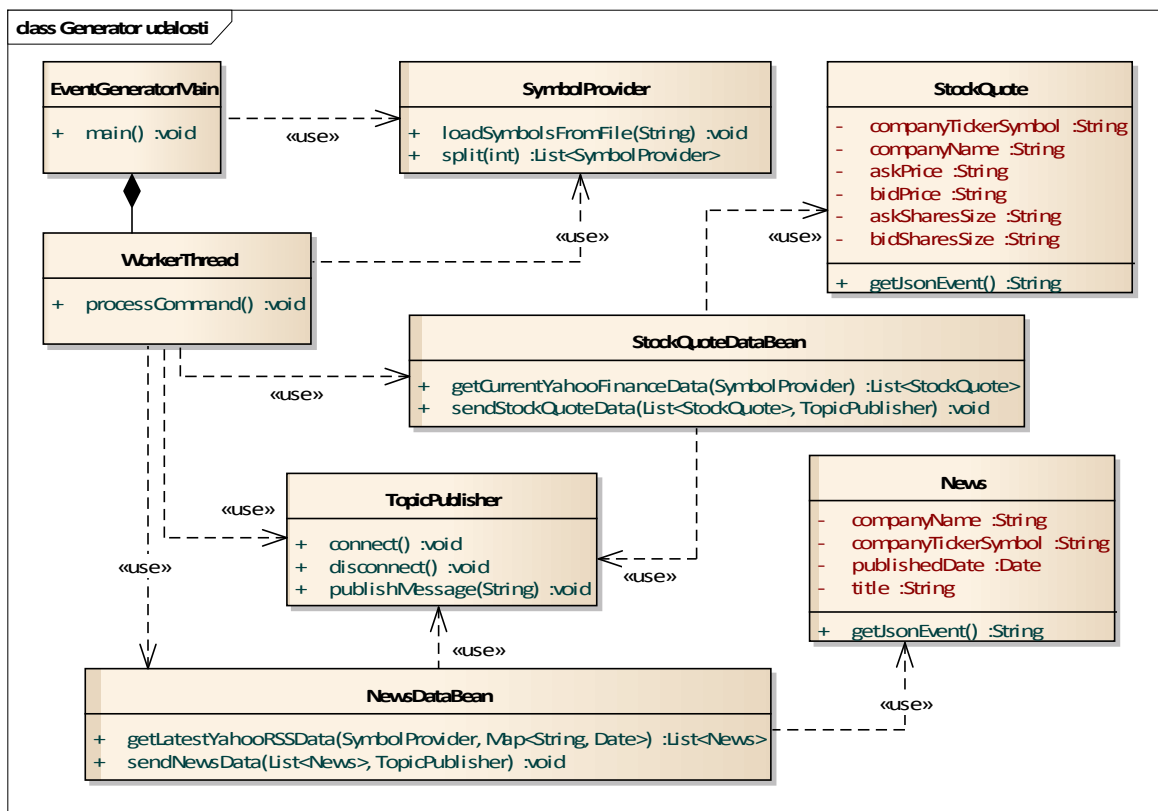 class Generator udalosti
EventGeneratorMain
+ main() :void
«use»
SymbolProvider
+ loadSymbolsFromFile(String) :void
+ split(int) :List<SymbolProvider>
StockQuote
- companyTickerSymbol :String
- companyName :String
- askPrice :String
- bidPrice :String
- askSharesSize :String
- bidSharesSize :String
+ getJsonEvent() :String
«use»
«use»
WorkerThread
+ processCommand() :void
StockQuoteDataBean
+ getCurrentYahooFinanceData(SymbolProvider) :List<StockQuote>
+ sendStockQuoteData(List<StockQuote>, TopicPublisher) :void
«use»
TopicPublisher
+ connect() :void
+ disconnect() :void
+ publishMessage(String) :void
«use»
«use»
«use»
«use»
News
- companyName :String
- companyTickerSymbol :String
- publishedDate :Date
- title :String
+ getJsonEvent() :String
«use»
NewsDataBean
+ getLatestYahooRSSData(SymbolProvider, Map<String, Date>) :List<News>
+ sendNewsData(List<News>, TopicPublisher) :void